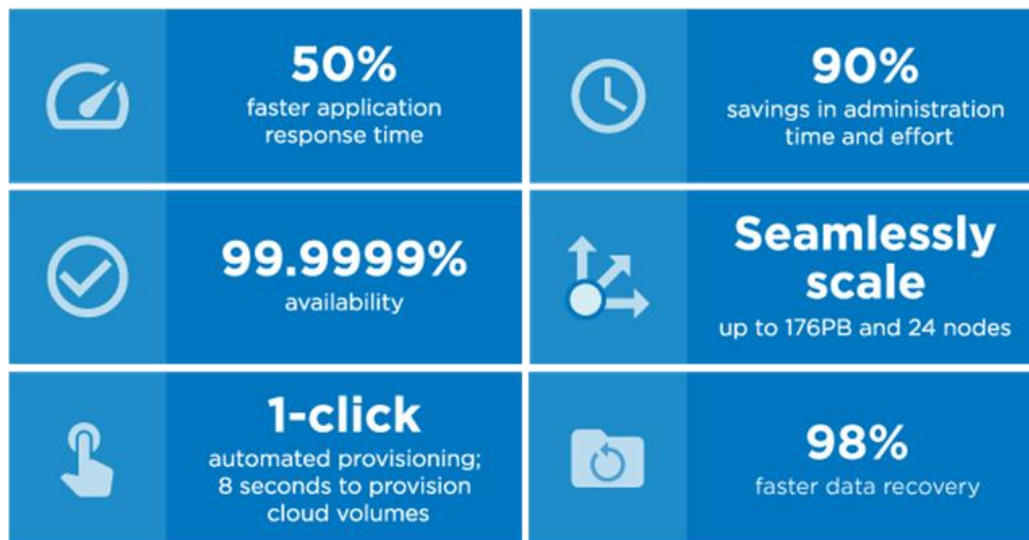 50%
faster application
response time
90%
savings in administration
time and effort
99.9999%
availability
Seamlessly
scale
up to 176PB and 24 nodes
1-click
automated provisioning;
8 seconds to provision
cloud volumes
98%
faster data recovery